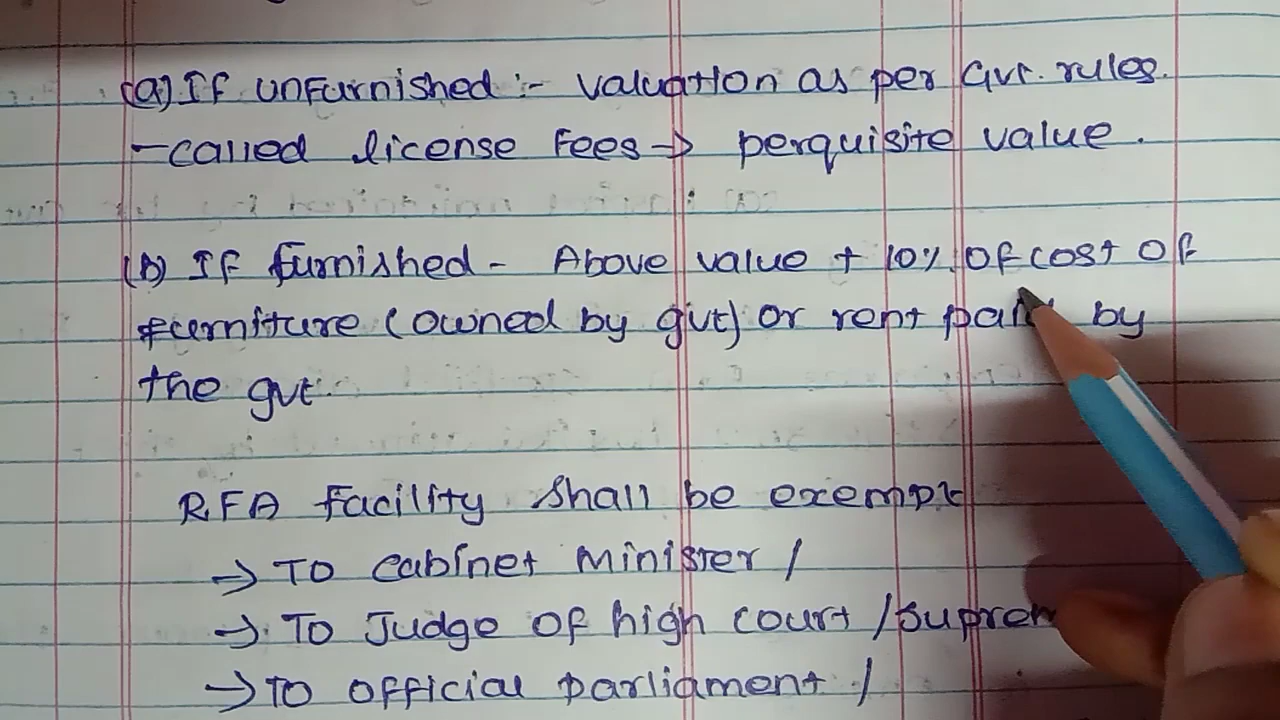 (a) If unfurnished :- valuation as per Gvt. rules.
- called license Fees → perquisite value.
(b) If furnished - Above value + 10% of cost of
furniture (owned by gvt) or rent paid by
the gvt.
R.F.A facility shall be exempt
→ To cabinet minister /
→ To Judge of high court /
→ To official parliament /